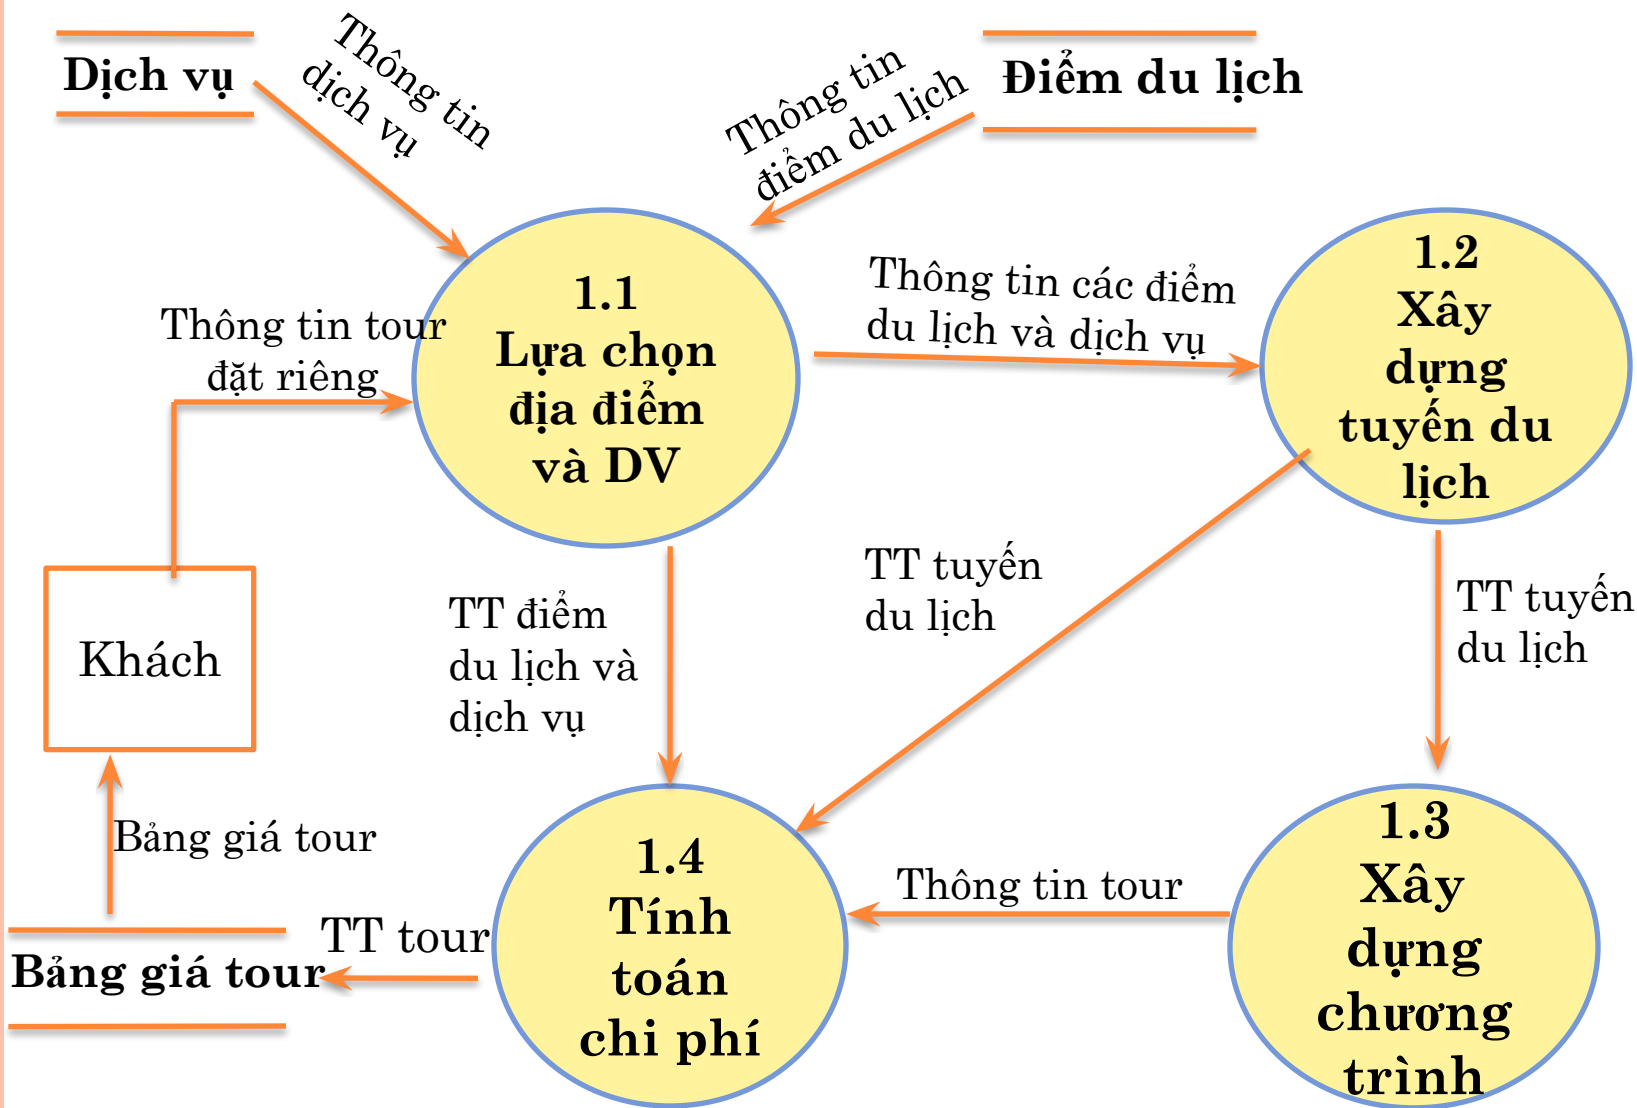 Dịch vụ
Thông tin
dịch vụ
Thông tin
điểm du lịch
Điểm du lịch
1.1
Lựa chọn
địa điểm
và DV
Thông tin các điểm
du lịch và dịch vụ
1.2
Xây
dựng
tuyến du
lịch
Thông tin tour
đặt riêng
Khách
TT điểm
du lịch và
dịch vụ
TT tuyến
du lịch
TT tuyến
du lịch
Bảng giá tour
Bảng giá tour
TT tour
1.4
Tính
toán
chi phí
Thông tin tour
1.3
Xây
dựng
chương
trình